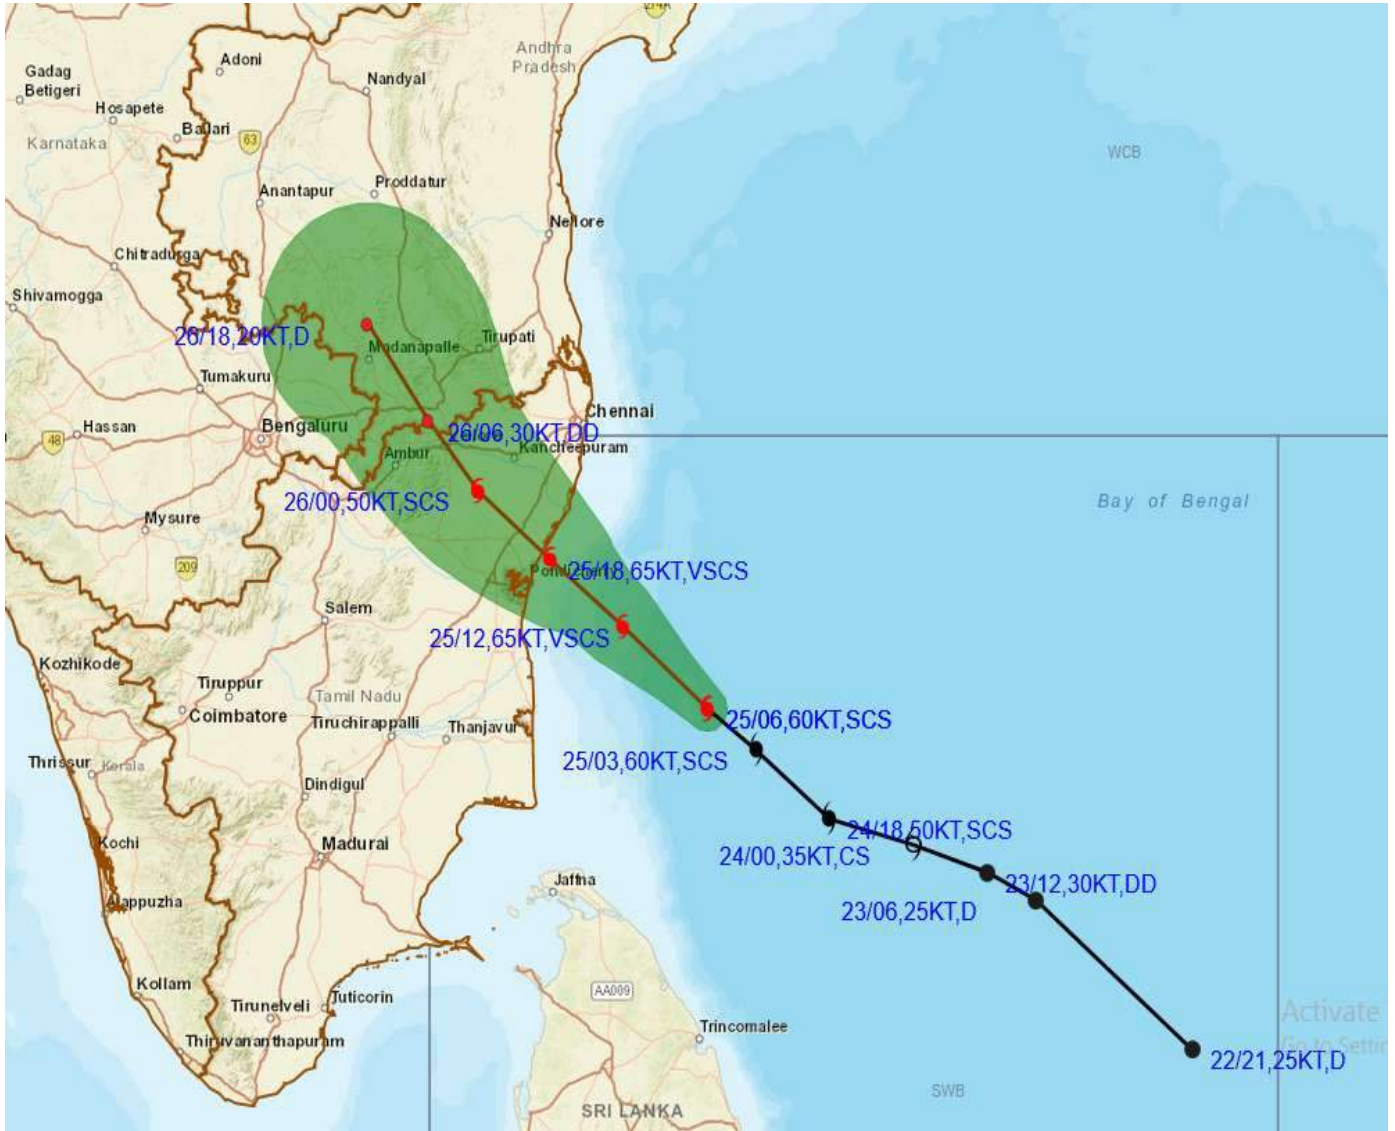 274A
Andhra
Pradesh
Adoni
Gadag
Betigeri
Nandyal
Hosapete
Ballari
Karnataka
63
WCB
Anantapur
Proddatur
Nellore
Chitradurga
Shivamogga
26/18,20KT,D
Tirupati
Madanapalle
Tumakuru
Chennai
Hassan
Bengaluru
48
26/06,30KT,DD
Kancheepuram
Ambur
26/00,50KT,SCS
Bay of Bengal
Mysure
209
25/18,65KT,VSCS
Salem
25/12,65KT,VSCS
Kozhikode
Tiruppur
Tamil Nadu
Coimbatore
Tiruchirappalli
Thanjavur
25/06,60KT,SCS
25/03,60KT,SCS
Thrissur
Kerala
Dindigul
Kochi
Madurai
24/18,50KT,SCS
24/00,35KT,CS
Jaffna
23/12,30KT,DD
Alappuzha
23/06,25KT,D
Kollam
AA009
Tirunelveli
Tuticorin
Activate
Trincomalee
Thiruvananthapuram
Go to Settin
22/21,25KT,D
SWB
SRI LANKA